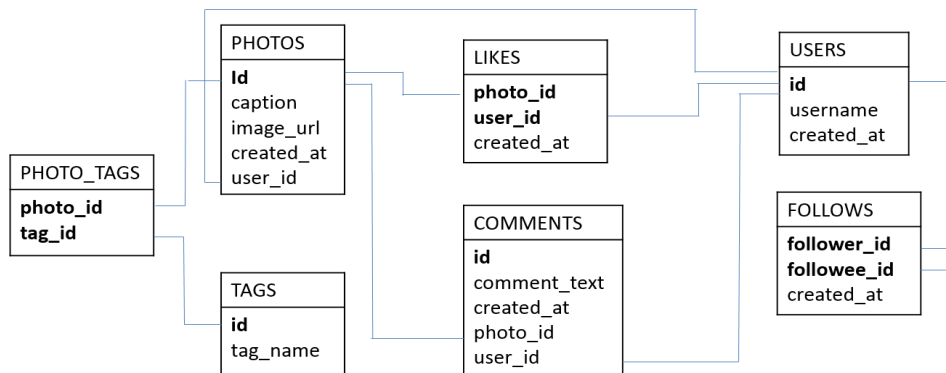 PHOTOS
Id
caption
image_url
created_at
user_id
LIKES
photo_id
user_id
created_at
USERS
id
username
created_at
PHOTO_TAGS
photo_id
tag_id
TAGS
id
tag_name
COMMENTS
id
comment_text
created_at
photo_id
user_id
FOLLOWS
follower_id
followee_id
created_at